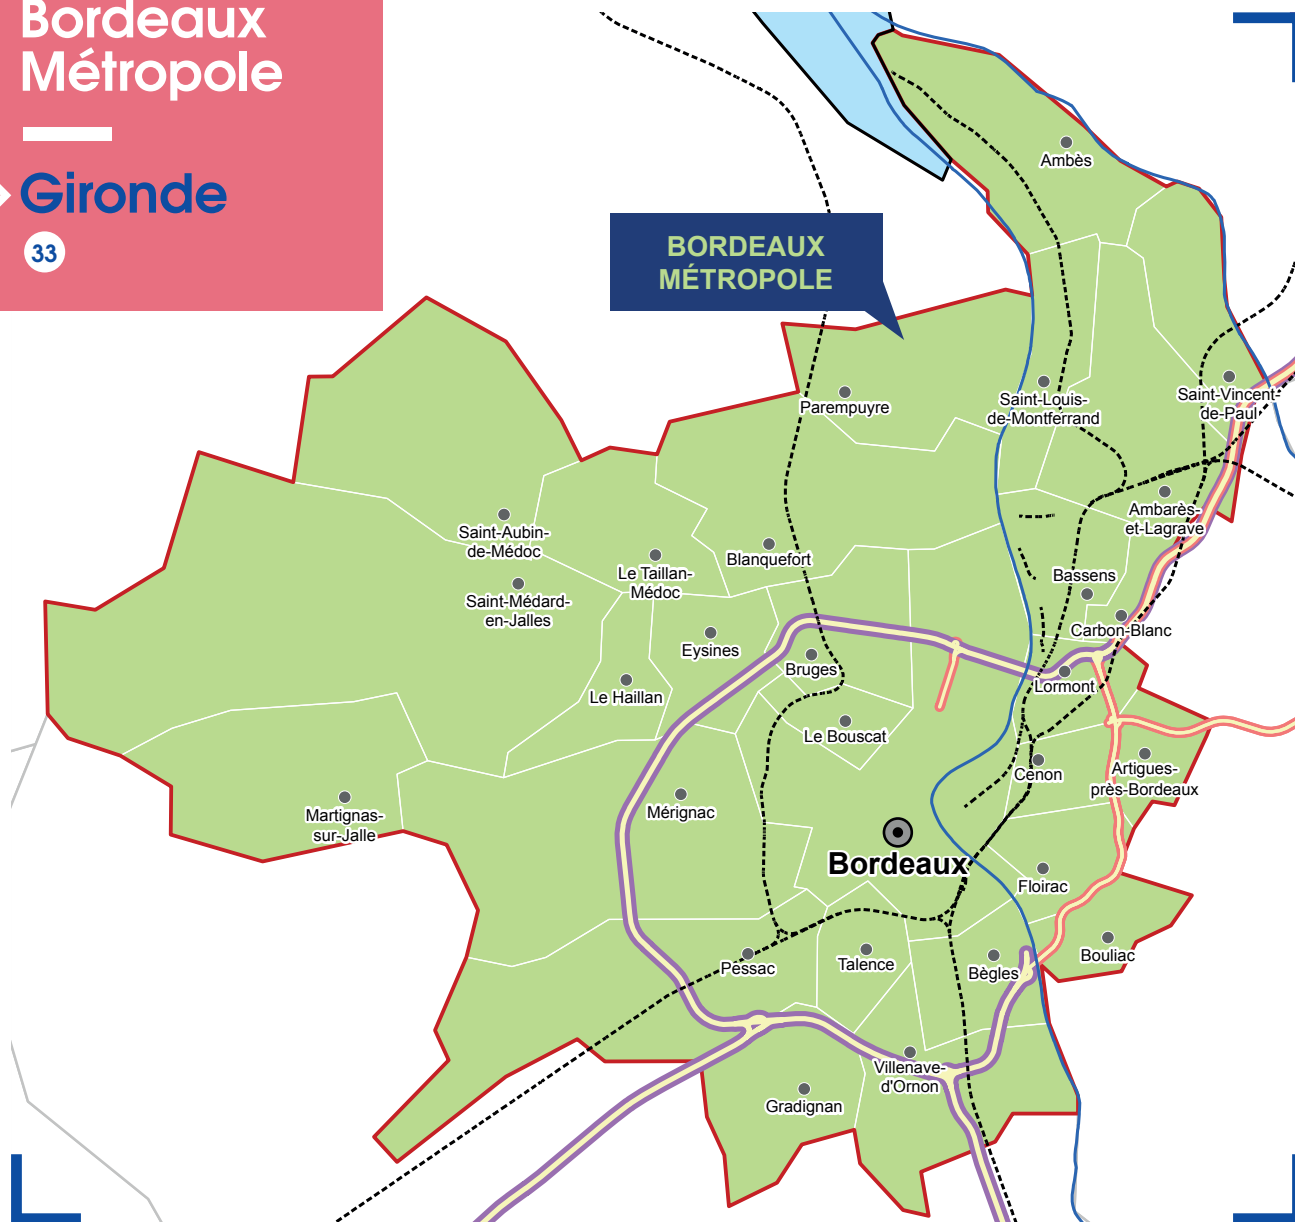 Bordeaux
Métropole
Gironde
33
BORDEAUX
MÉTROPOLE
Ambès
Parempuyre
Saint-Louis-
de-Montferrand
Saint-Vincent-
de-Paul
Ambarès-
et-Lagrave
Saint-Aubin-
de-Médoc
Blanquefort
Le Taillan-
Médoc
Bassens
Saint-Médard-
en-Jalles
Carbon-Blanc
Eysines
Bruges
Lormont
Le Haillan
Le Bouscat
Cenon
Artigues-
près-Bordeaux
Martignas-
sur-Jalle
Mérignac
Bordeaux
Floirac
Pessac
Talence
Bègles
Bouliac
Villenave-
d'Ornon
Gradignan